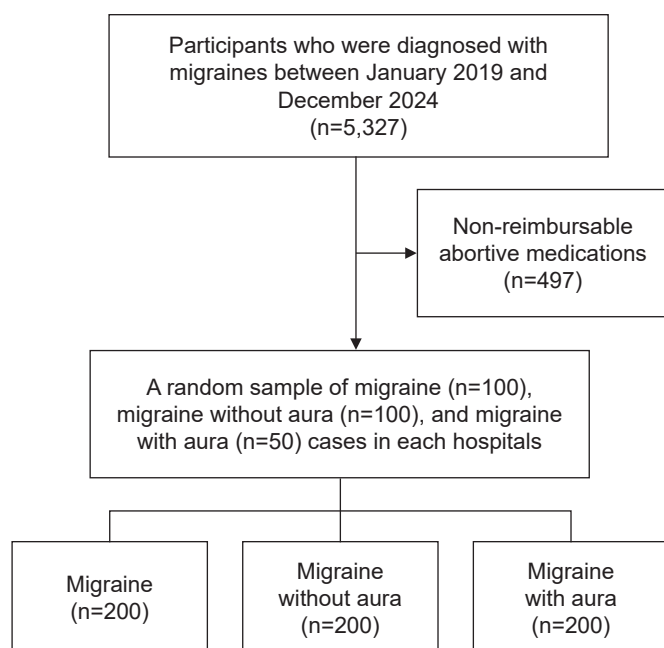 Participants who were diagnosed with
migraines between January 2019 and
December 2024
(n=5,327)
Non-reimbursable
abortive medications
(n=497)
A random sample of migraine (n=100),
migraine without aura (n=100), and migraine
with aura (n=50) cases in each hospitals
Migraine
(n=200)
Migraine
without aura
(n=200)
Migraine
with aura
(n=200)